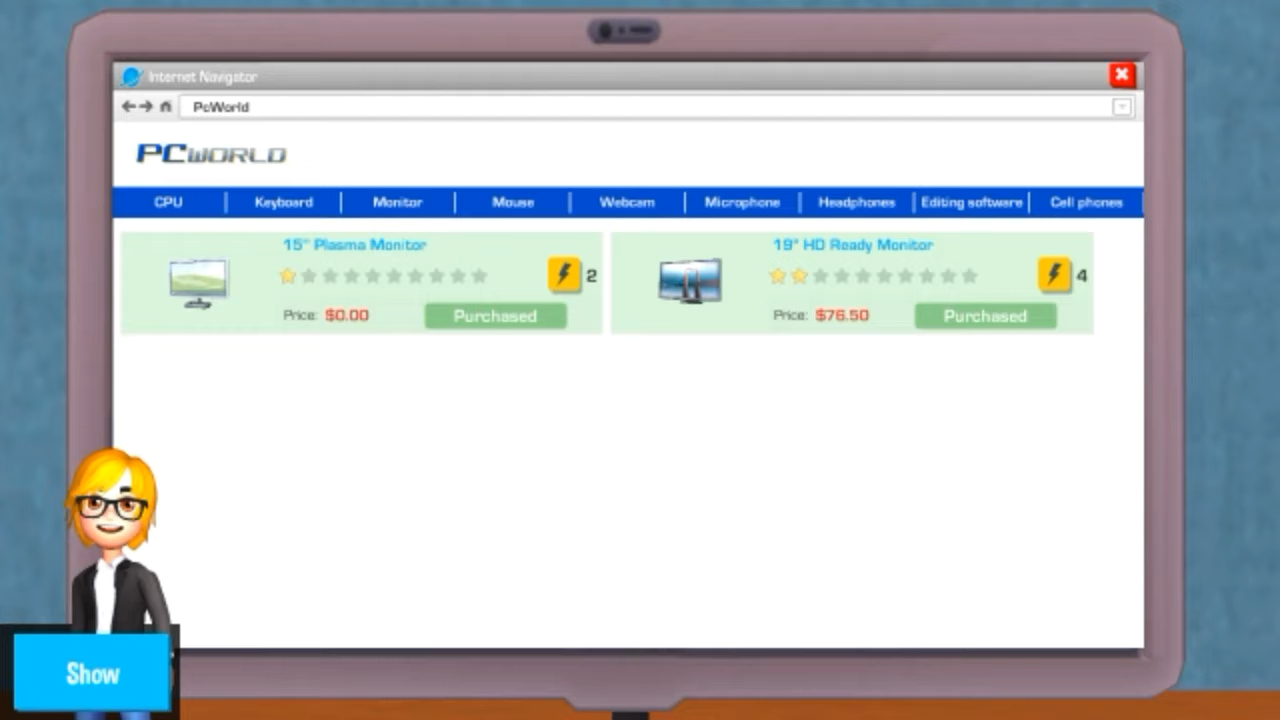 Internet Navigator
PcWorld
PCWORLD
CPU Keyboard Monitor Mouse Webcam Microphone Headphones Editing software Cell phones
15" Plasma Monitor
2
Price: $0.00 Purchased
19" HD Ready Monitor
4
Price: $76.50 Purchased
Show